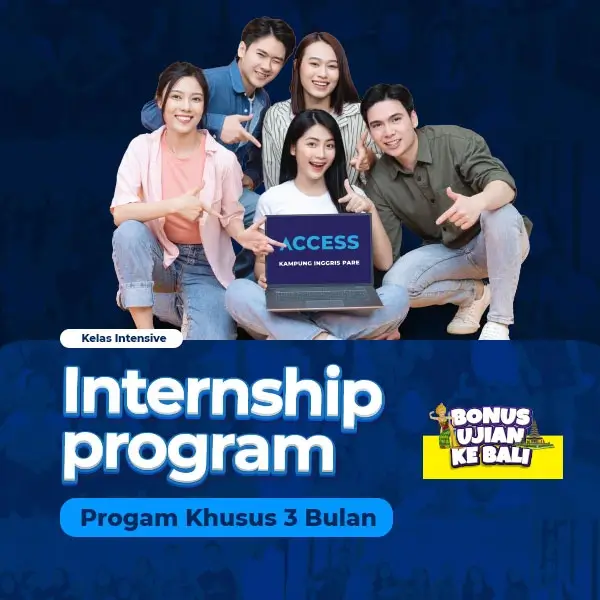 ACCESS
KAMPUNG INGGRIS PARE
Kelas Intensive
Internship
program
Progam Khusus 3 Bulan
BONUS
UJIAN
KE BALI